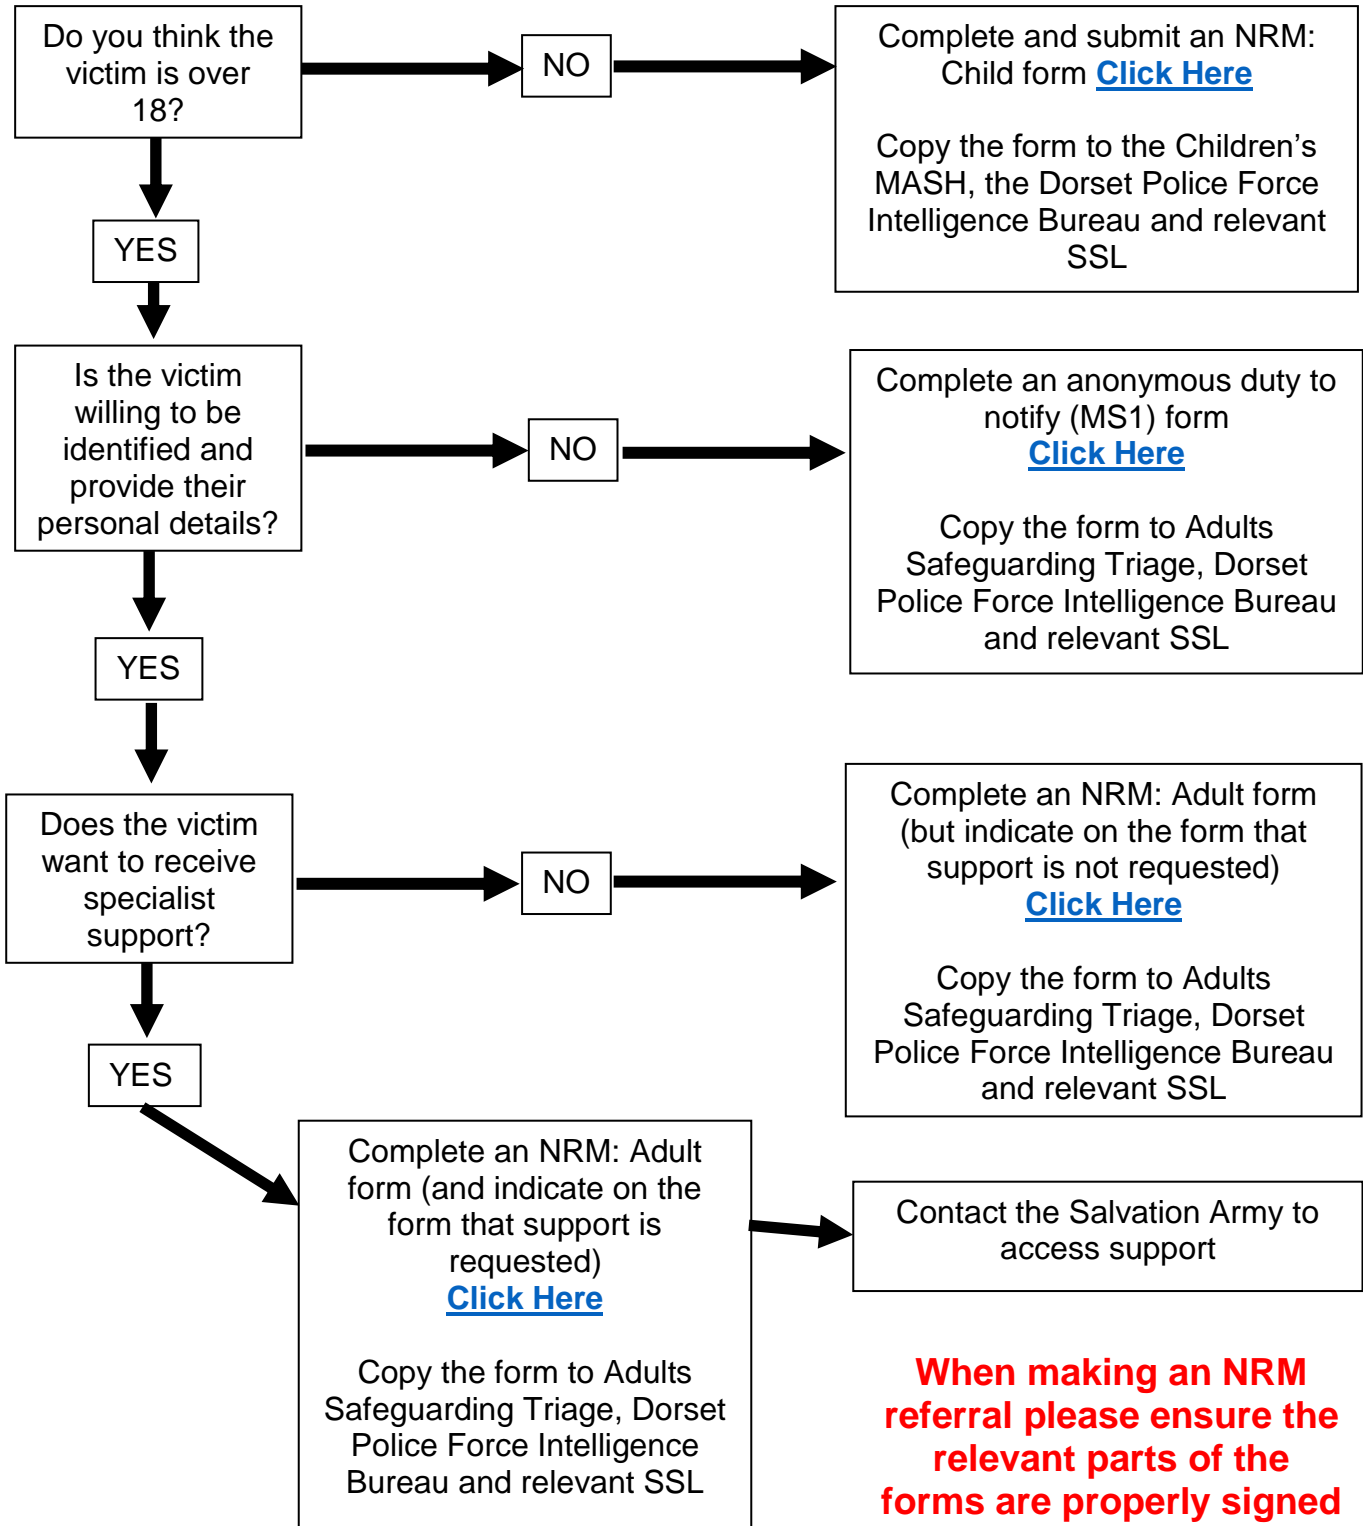 Do you think the
victim is over
18?
NO
Complete and submit an NRM:
Child form Click Here
Copy the form to the Children’s
MASH, the Dorset Police Force
Intelligence Bureau and relevant
SSL
YES
Is the victim
willing to be
identified and
provide their
personal details?
NO
Complete an anonymous duty to
notify (MS1) form
Click Here
Copy the form to Adults
Safeguarding Triage, Dorset
Police Force Intelligence Bureau
and relevant SSL
YES
Does the victim
want to receive
specialist
support?
NO
Complete an NRM: Adult form
(but indicate on the form that
support is not requested)
Click Here
Copy the form to Adults
Safeguarding Triage, Dorset
Police Force Intelligence Bureau
and relevant SSL
YES
Complete an NRM: Adult
form (and indicate on the
form that support is
requested)
Click Here
Copy the form to Adults
Safeguarding Triage, Dorset
Police Force Intelligence
Bureau and relevant SSL
Contact the Salvation Army to
access support
When making an NRM
referral please ensure the
relevant parts of the
forms are properly signed